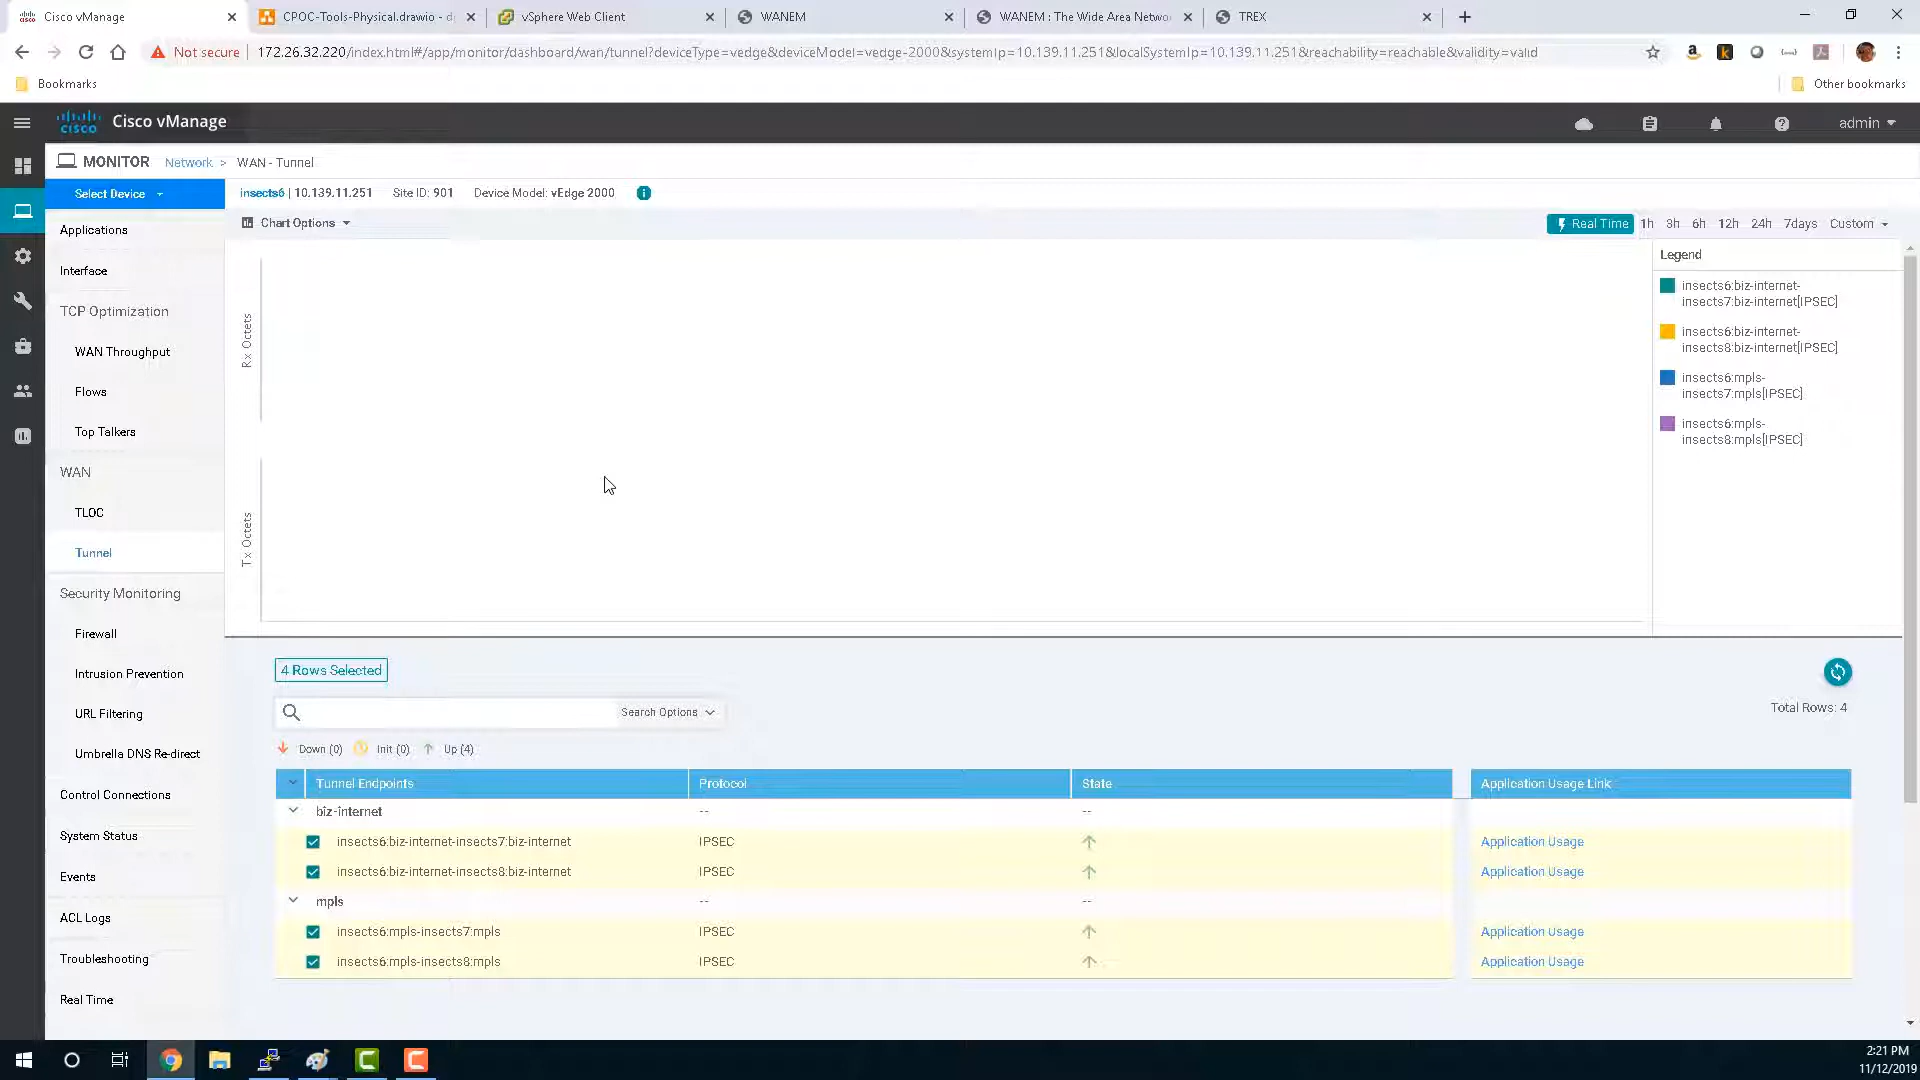 Cisco vManage
CPOC-Tools-Physical.drawio - d
vSphere Web Client
WANEM
WANEM : The Wide Area Netwo
TREX
Not secure
172.26.32.220/index.html#/app/monitor/dashboard/wan/tunnel?deviceType=vedge&deviceModel=vedge-2000&systemIp=10.139.11.251&localSystemIp=10.139.11.251&reachability=reachable&validity=valid
Bookmarks
Other bookmarks
cisco
Cisco vManage
admin
MONITOR
Network > WAN - Tunnel
Select Device
insects6 | 10.139.11.251 Site ID: 901 Device Model: vEdge 2000
Chart Options
Real Time 1h 3h 6h 12h 24h 7days Custom
Applications
Interface
TCP Optimization
WAN Throughput
Flows
Top Talkers
WAN
TLOC
Tunnel
Security Monitoring
Firewall
Intrusion Prevention
URL Filtering
Umbrella DNS Re-direct
Control Connections
System Status
Events
ACL Logs
Troubleshooting
Real Time
Rx Octets
Tx Octets
Legend
insects6:biz-internet-
insects7:biz-internet[IPSEC]
insects6:biz-internet-
insects8:biz-internet[IPSEC]
insects6:mpls-
insects7:mpls[IPSEC]
insects6:mpls-
insects8:mpls[IPSEC]
4 Rows Selected
Search Options
Total Rows: 4
Down (0) Init (0) Up (4)
Tunnel Endpoints Protocol State Application Usage Link
biz-internet -- --
insects6:biz-internet-insects7:biz-internet IPSEC Application Usage
insects6:biz-internet-insects8:biz-internet IPSEC Application Usage
mpls -- --
insects6:mpls-insects7:mpls IPSEC Application Usage
insects6:mpls-insects8:mpls IPSEC Application Usage
2:21 PM
11/12/2019